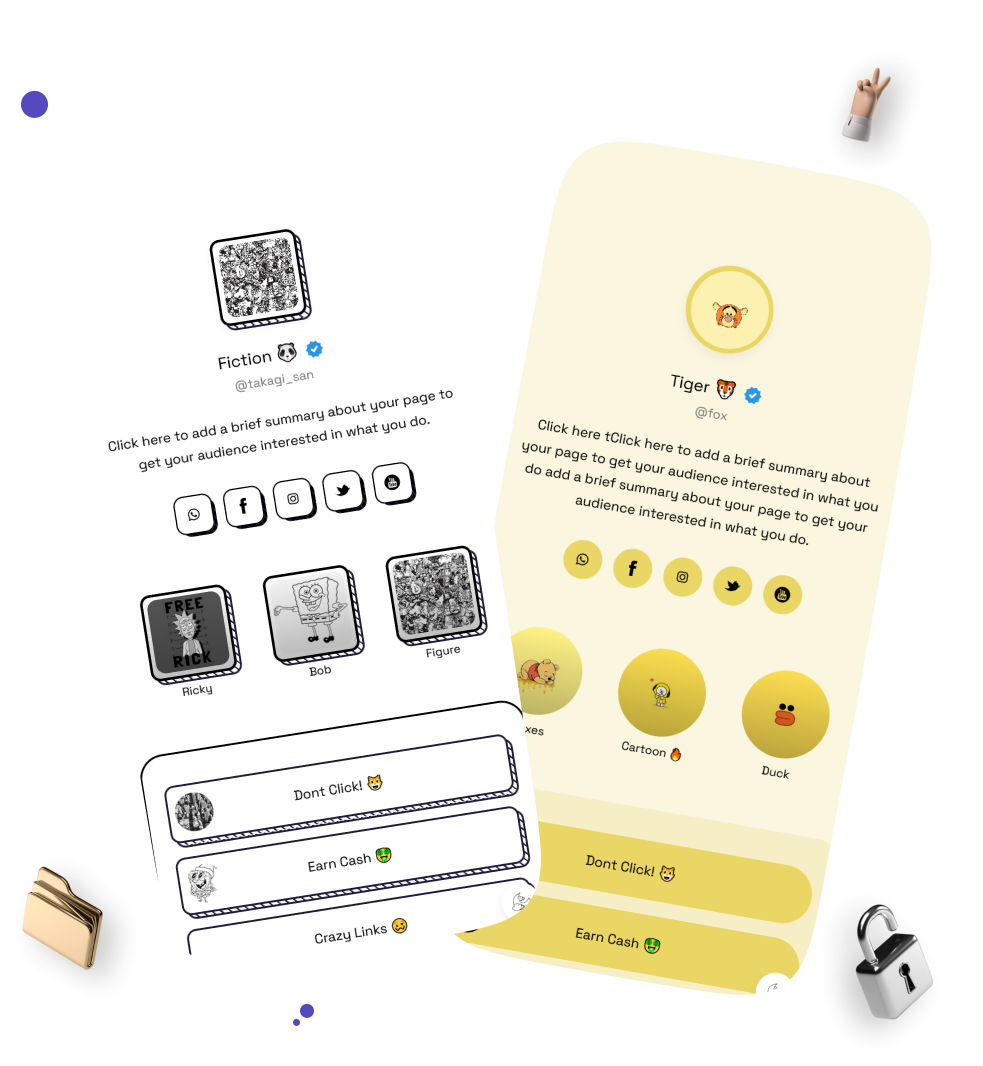 Fiction 🐼
@takagi_san
Click here to add a brief summary about your page to
get your audience interested in what you do.
FREE
RICK
Ricky
Bob
Figure
Dont Click! 😺
Earn Cash 🤑
Crazy Links 🥴
Tiger 🐯
@fox
Click here tClick here to add a brief summary about
your page to get your audience interested in what you
do add a brief summary about your page to get your
audience interested in what you do.
xes
Cartoon 🔥
Duck
Dont Click! 😺
Earn Cash 🤑